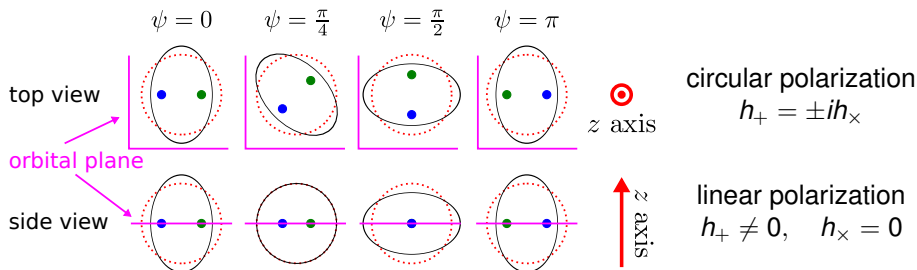 ψ = 0
ψ = π/4
ψ = π/2
ψ = π
top view
z axis
circular polarization
h₊ = ±ih×
orbital plane
side view
z axis
linear polarization
h₊ ≠ 0, h× = 0